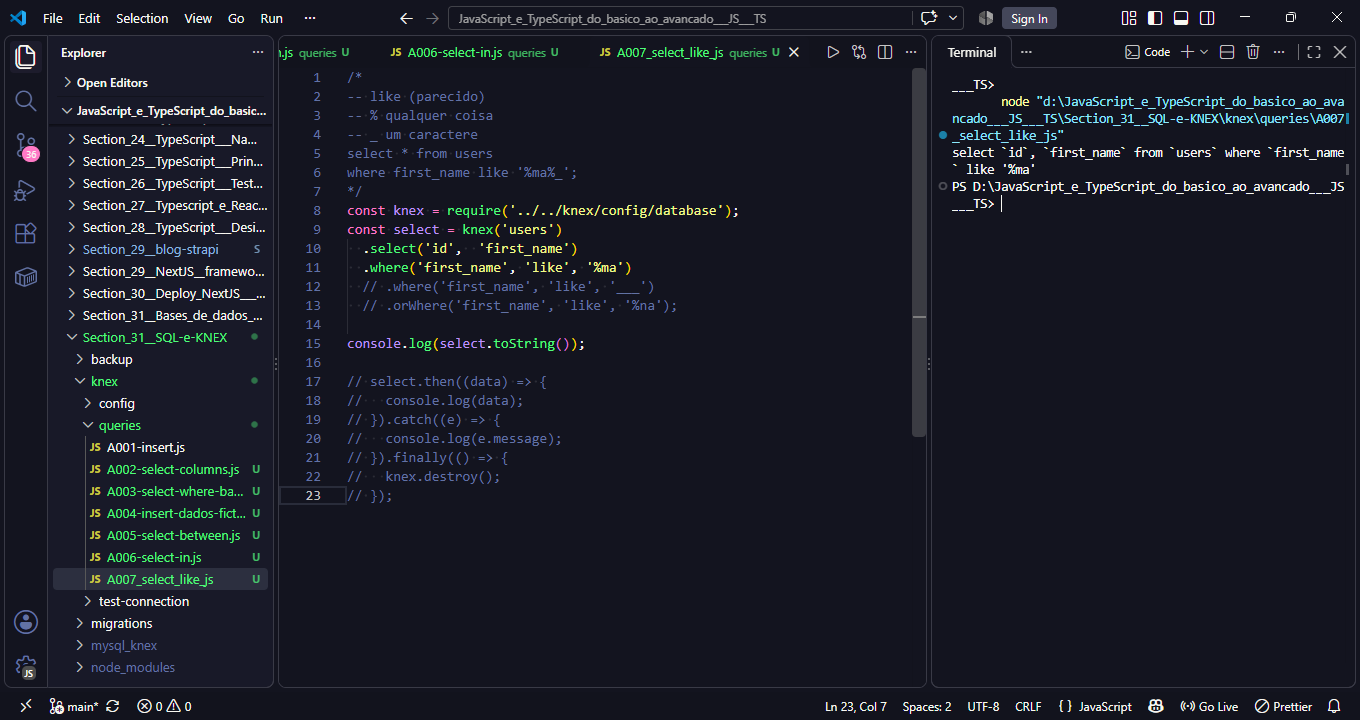 File Edit Selection View Go Run ···
JavaScript_e_TypeScript_do_basico_ao_avancado___JS___TS
Sign In
Explorer
Open Editors
JavaScript_e_TypeScript_do_basic...
Section_24__TypeScript___Na...
Section_25__TypeScript___Prin...
Section_26__TypeScript___Test...
Section_27__Typescript_e_Reac...
Section_28__TypeScript___Desi...
Section_29__blog-strapi S
Section_29__NextJS__framewo...
Section_30__Deploy_NextJS___...
Section_31__Bases_de_dados_...
Section_31__SQL-e-KNEX
backup
knex
config
queries
JS A001-insert.js
JS A002-select-columns.js U
JS A003-select-where-ba... U
JS A004-insert-dados-fict... U
JS A005-select-between.js U
JS A006-select-in.js U
JS A007_select_like_js U
test-connection
migrations
mysql_knex
node_modules
36
JS
n.js queries U
JS A006-select-in.js queries U
JS A007_select_like_js queries U
1 /*
2 -- like (parecido)
3 -- % qualquer coisa
4 -- _ um caractere
5 select * from users
6 where first_name like '%ma%_';
7 */
8 const knex = require('../../knex/config/database');
9 const select = knex('users')
10 .select('id', 'first_name')
11 .where('first_name', 'like', '%ma')
12 // .where('first_name', 'like', '___')
13 // .orWhere('first_name', 'like', '%na');
14
15 console.log(select.toString());
16
17 // select.then((data) => {
18 // console.log(data);
19 // }).catch((e) => {
20 // console.log(e.message);
21 // }).finally(() => {
22 // knex.destroy();
23 // });
Terminal
Code
___TS>
node "d:\JavaScript_e_TypeScript_do_basico_ao_ava
ncado___JS___TS\Section_31__SQL-e-KNEX\knex\queries\A007
_select_like_js"
select `id`, `first_name` from `users` where `first_name
` like '%ma'
PS D:\JavaScript_e_TypeScript_do_basico_ao_avancado___JS
___TS>
main* 0 0
Ln 23, Col 7 Spaces: 2 UTF-8 CRLF { } JavaScript Go Live Prettier